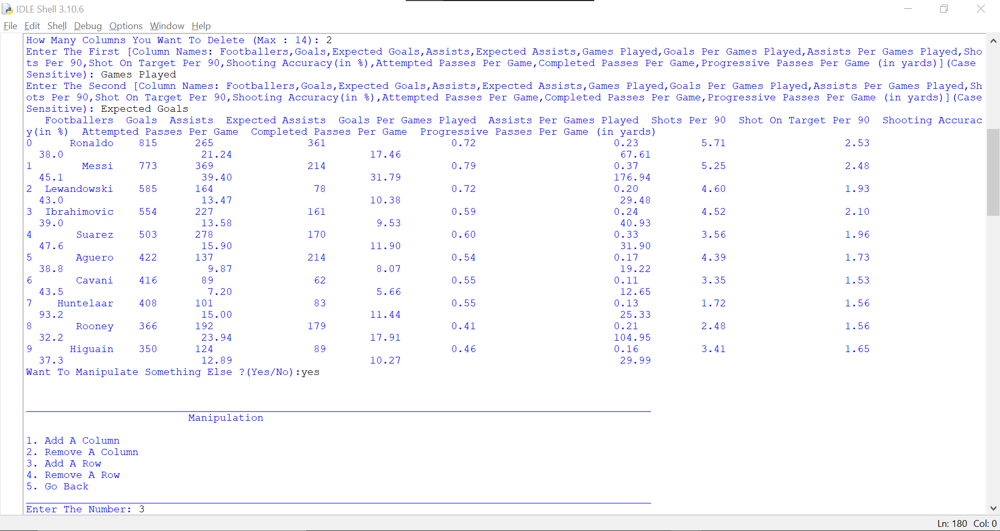 IDLE Shell 3.10.6
File Edit Shell Debug Options Window Help
How Many Columns You Want To Delete (Max : 14): 2
Enter The First [Column Names: Footballers,Goals,Expected Goals,Assists,Expected Assists,Games Played,Goals Per Games Played,Assists Per Games Played,Sho
ts Per 90,Shot On Target Per 90,Shooting Accuracy(in %),Attempted Passes Per Game,Completed Passes Per Game,Progressive Passes Per Game (in yards)](Case
Sensitive): Games Played
Enter The Second [Column Names: Footballers,Goals,Expected Goals,Assists,Expected Assists,Games Played,Goals Per Games Played,Assists Per Games Played,Sh
ots Per 90,Shot On Target Per 90,Shooting Accuracy(in %),Attempted Passes Per Game,Completed Passes Per Game,Progressive Passes Per Game (in yards)](Case
Sensitive): Expected Goals
Footballers Goals Assists Expected Assists Goals Per Games Played Assists Per Games Played Shots Per 90 Shot On Target Per 90 Shooting Accurac
y(in %) Attempted Passes Per Game Completed Passes Per Game Progressive Passes Per Game (in yards)
0 Ronaldo 815 265 361 0.72 0.23 5.71 2.53
38.0 21.24 17.46 67.61
1 Messi 773 369 214 0.79 0.37 5.25 2.48
45.1 39.40 31.79 176.94
2 Lewandowski 585 164 78 0.72 0.20 4.60 1.93
43.0 13.47 10.38 29.48
3 Ibrahimovic 554 227 161 0.59 0.24 4.52 2.10
39.0 13.58 9.53 40.93
4 Suarez 503 278 170 0.60 0.33 3.56 1.96
47.6 15.90 11.90 31.90
5 Aguero 422 137 214 0.54 0.17 4.39 1.73
38.8 9.87 8.07 19.22
6 Cavani 416 89 62 0.55 0.11 3.35 1.53
43.5 7.20 5.66 12.65
7 Huntelaar 408 101 83 0.55 0.13 1.72 1.56
93.2 15.00 11.44 25.33
8 Rooney 366 192 179 0.41 0.21 2.48 1.56
32.2 23.94 17.91 104.95
9 Higuain 350 124 89 0.46 0.16 3.41 1.65
37.3 12.89 10.27 29.99
Want To Manipulate Something Else ?(Yes/No):yes
Manipulation
1. Add A Column
2. Remove A Column
3. Add A Row
4. Remove A Row
5. Go Back
Enter The Number: 3
Ln: 180 Col: 0